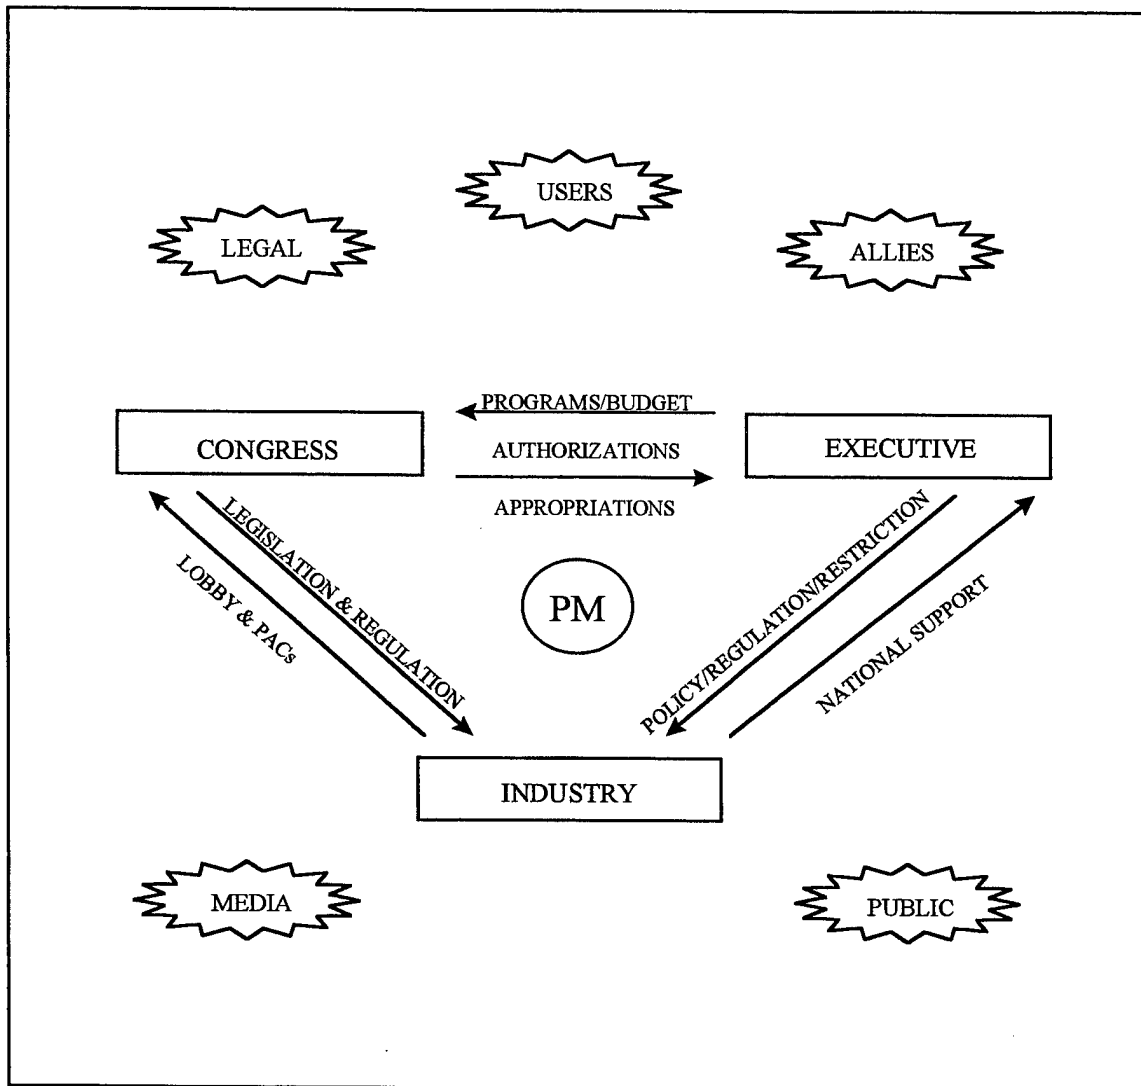 USERS
LEGAL
ALLIES
PROGRAMS/BUDGET
CONGRESS
AUTHORIZATIONS
EXECUTIVE
APPROPRIATIONS
LEGISLATION & REGULATION
LOBBY & PACs
PM
POLICY/REGULATION/RESTRICTION
NATIONAL SUPPORT
INDUSTRY
MEDIA
PUBLIC